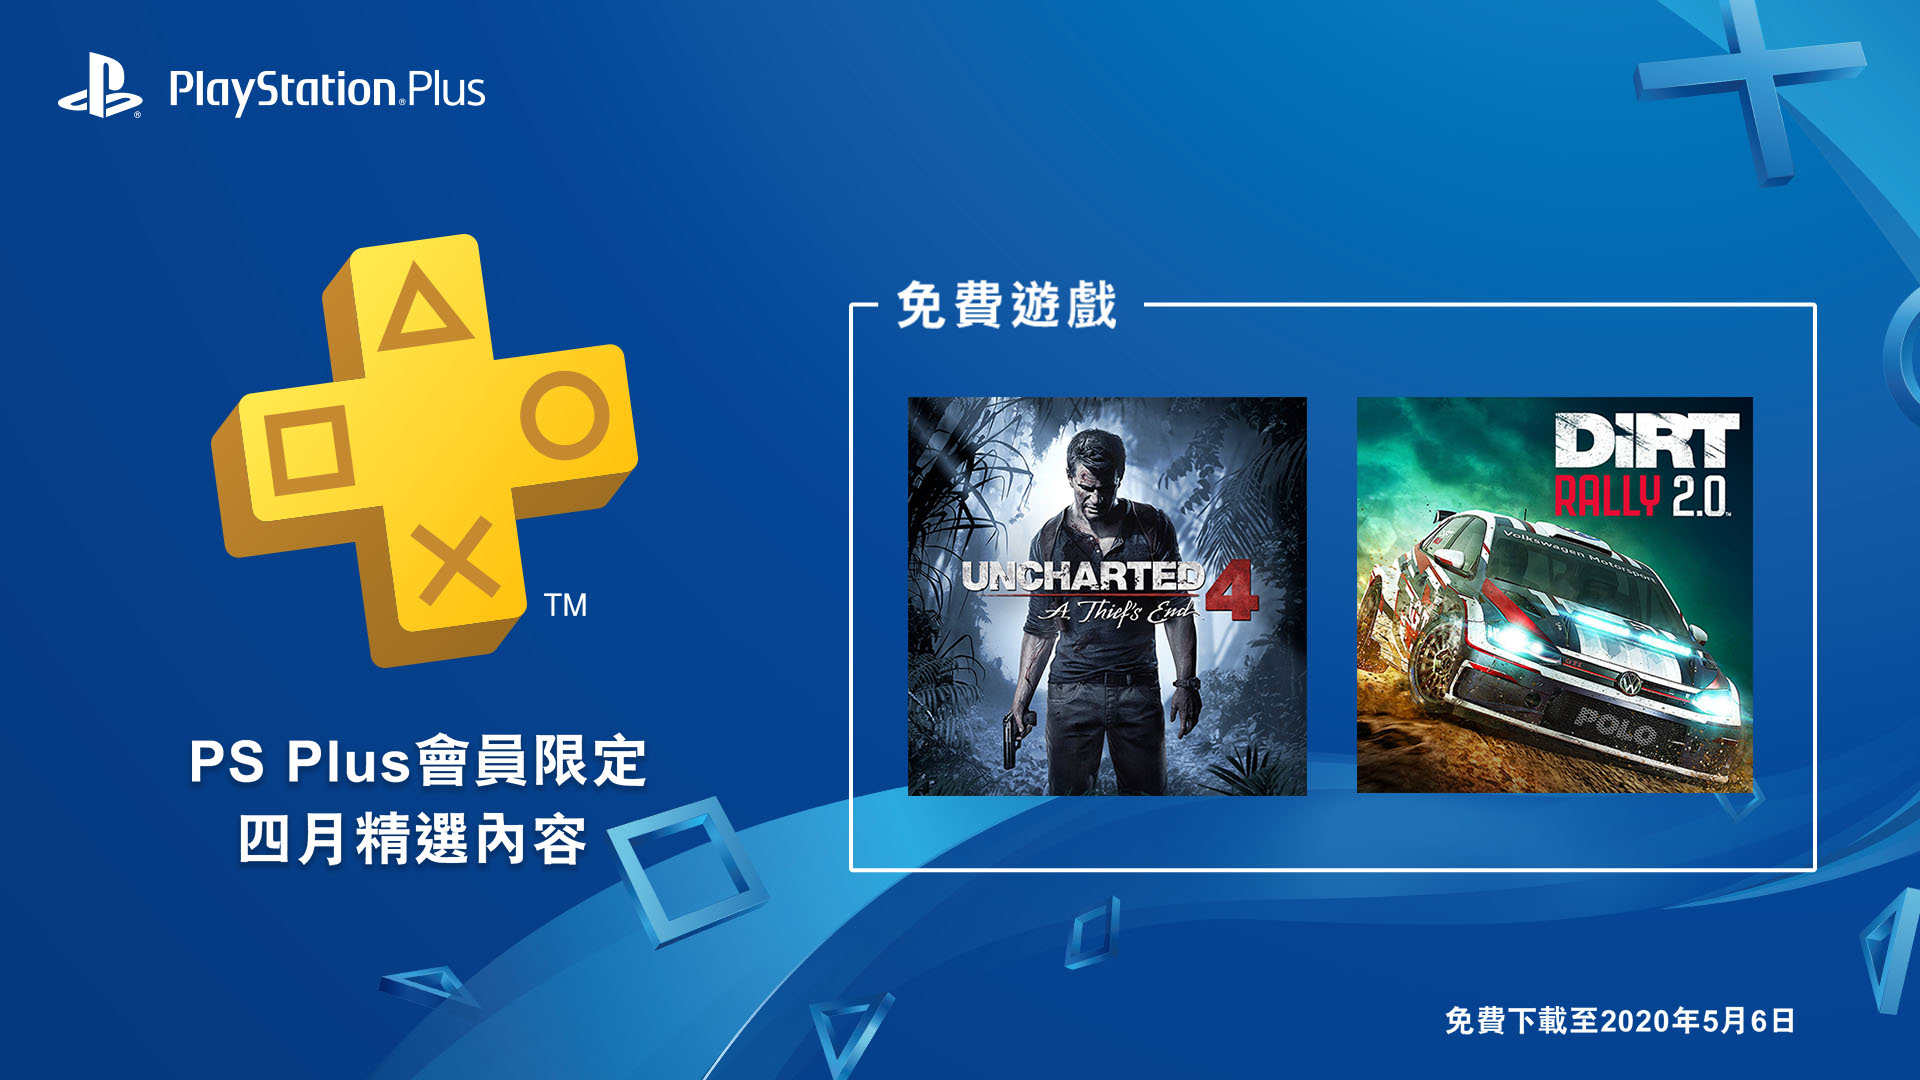 PlayStation®Plus
TM
PS Plus會員限定
四月精選內容
免費遊戲
UNCHARTED 4
A Thief's End
DiRT
RALLY 2.0
Volkswagen Motorsport
GTI
POLO
免費下載至2020年5月6日